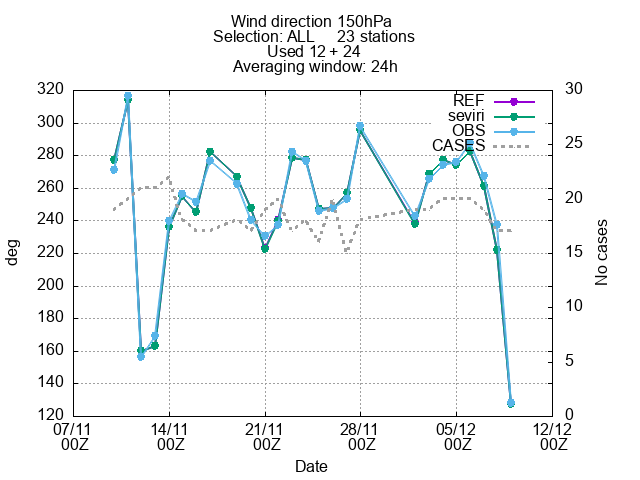 Wind direction 150hPa
Selection: ALL 23 stations
Used 12 + 24
Averaging window: 24h
320
300
280
260
240
220
200
180
160
140
120
deg
30
25
20
15
10
5
0
No cases
REF
seviri
OBS
CASES
07/11 14/11 21/11 28/11 05/12 12/12
00Z 00Z 00Z 00Z 00Z 00Z
Date